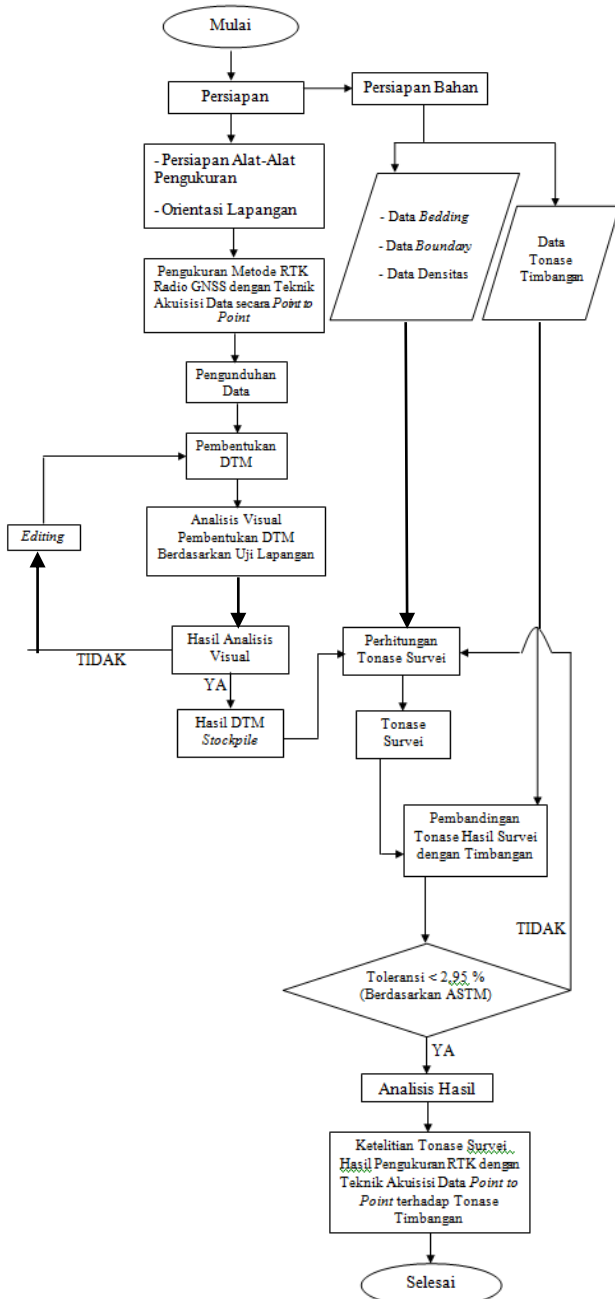 Mulai
Persiapan
Persiapan Bahan
- Persiapan Alat-Alat
Pengukuran
- Orientasi Lapangan
- Data Bedding
- Data Boundary
- Data Densitas
Data
Tonase
Timbangan
Pengukuran Metode RTK
Radio GNSS dengan Teknik
Akuisisi Data secara Point to
Point
Pengunduhan
Data
Pembentukan
DTM
Editing
Analisis Visual
Pembentukan DTM
Berdasarkan Uji Lapangan
Hasil Analisis
Visual
TIDAK
YA
Hasil DTM
Stockpile
Perhitungan
Tonase Survei
Tonase
Survei
Pembandingan
Tonase Hasil Survei
dengan Timbangan
TIDAK
Toleransi < 2,95 %
(Berdasarkan ASTM)
YA
Analisis Hasil
Ketelitian Tonase Survei
Hasil Pengukuran RTK dengan
Teknik Akuisisi Data Point to
Point terhadap Tonase
Timbangan
Selesai